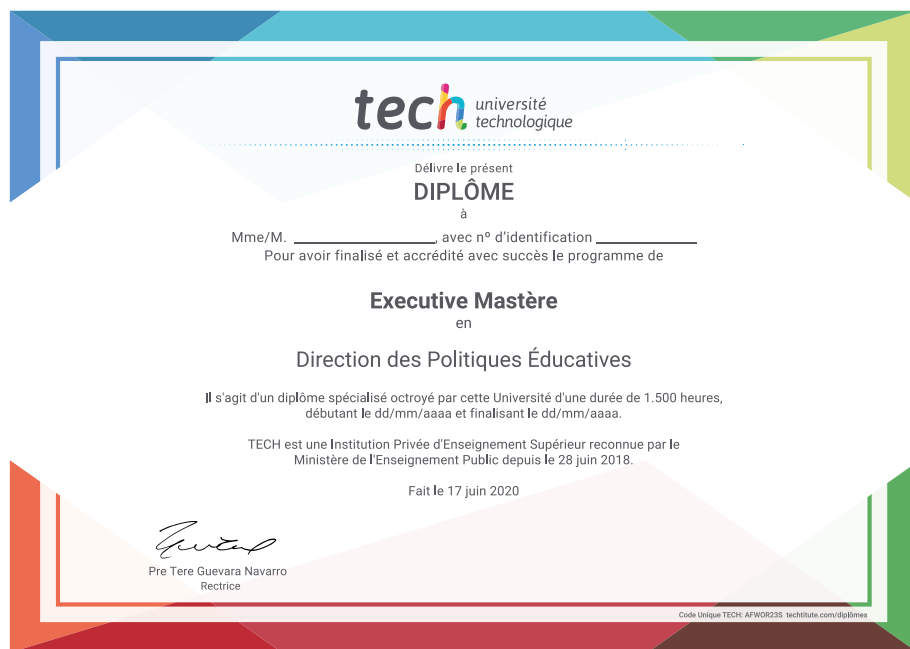 tech université
technologique
Délivre le présent
DIPLÔME
à
Mme/M. ________________, avec nº d'identification ____________
Pour avoir finalisé et accrédité avec succès le programme de
Executive Mastère
en
Direction des Politiques Éducatives
Il s'agit d'un diplôme spécialisé octroyé par cette Université d'une durée de 1.500 heures,
débutant le dd/mm/aaaa et finalisant le dd/mm/aaaa.
TECH est une Institution Privée d'Enseignement Supérieur reconnue par le
Ministère de l'Enseignement Public depuis le 28 juin 2018.
Fait le 17 juin 2020
Pre Tere Guevara Navarro
Rectrice
Code Unique TECH: AFWOR23S techtitute.com/diplômes